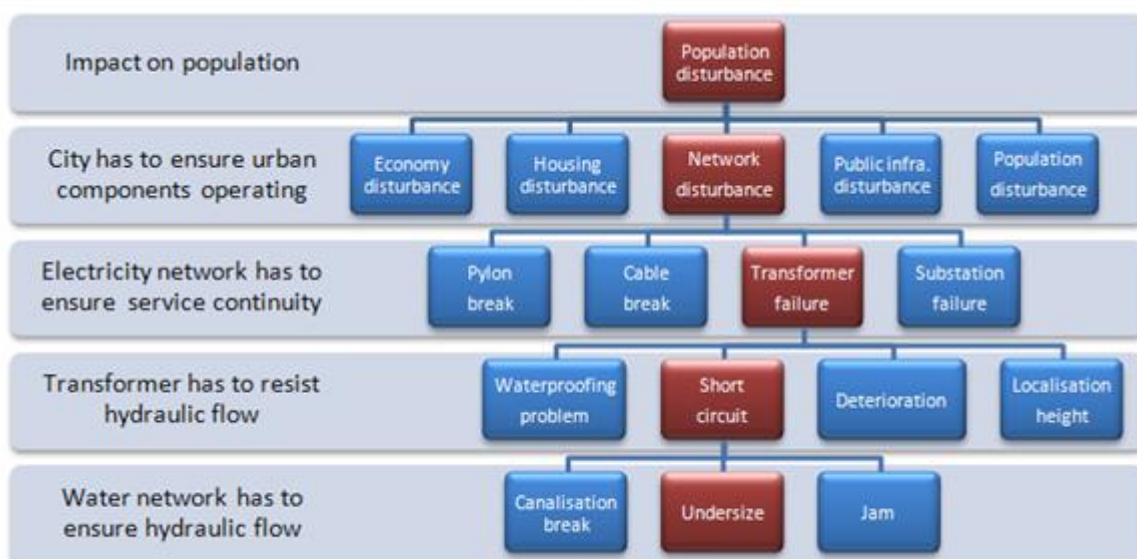 Impact on population
Population
disturbance
City has to ensure urban
components operating
Economy
disturbance
Housing
disturbance
Network
disturbance
Public infra.
disturbance
Population
disturbance
Electricity network has to
ensure service continuity
Pylon
break
Cable
break
Transformer
failure
Substation
failure
Transformer has to resist
hydraulic flow
Waterproofing
problem
Short
circuit
Deterioration
Localisation
height
Water network has to
ensure hydraulic flow
Canalisation
break
Undersize
Jam